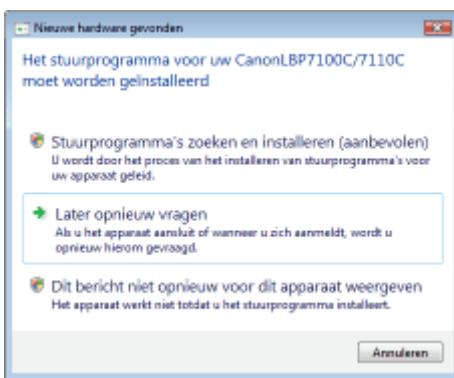 Nieuwe hardware gevonden
Het stuurprogramma voor uw CanonLBP7100C/7110C
moet worden geïnstalleerd
Stuurprogramma's zoeken en installeren (aanbevolen)
U wordt door het proces van het installeren van stuurprogramma's voor
uw apparaat geleid.
Later opnieuw vragen
Als u het apparaat aansluit of wanneer u zich aanmeldt, wordt u
opnieuw hierom gevraagd.
Dit bericht niet opnieuw voor dit apparaat weergeven
Het apparaat werkt niet totdat u het stuurprogramma installeert.
Annuleren